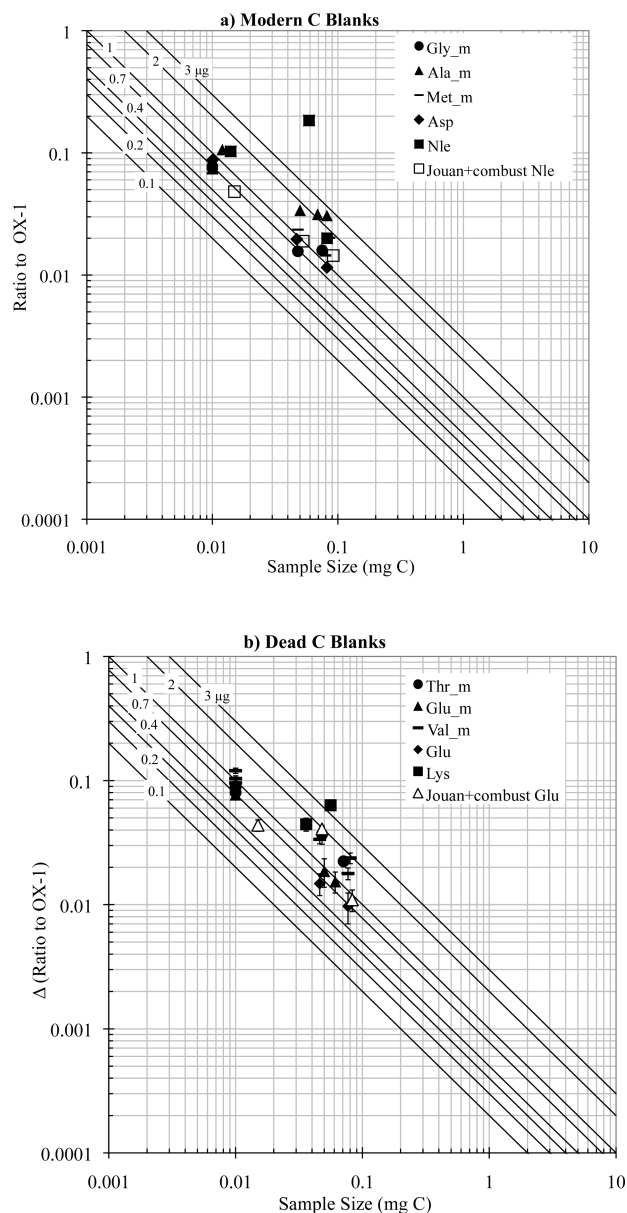 a) Modern C Blanks
1
0.1
0.01
0.001
0.0001
Ratio to OX-1
1
2
3 µg
0.7
0.4
0.2
0.1
Gly_m
Ala_m
Met_m
Asp
Nle
Jouan+combust Nle
0.001
0.01
0.1
1
10
Sample Size (mg C)
b) Dead C Blanks
1
0.1
0.01
0.001
0.0001
Δ (Ratio to OX-1)
1
2
3 µg
0.7
0.4
0.2
0.1
Thr_m
Glu_m
Val_m
Glu
Lys
Jouan+combust Glu
0.001
0.01
0.1
1
10
Sample Size (mg C)